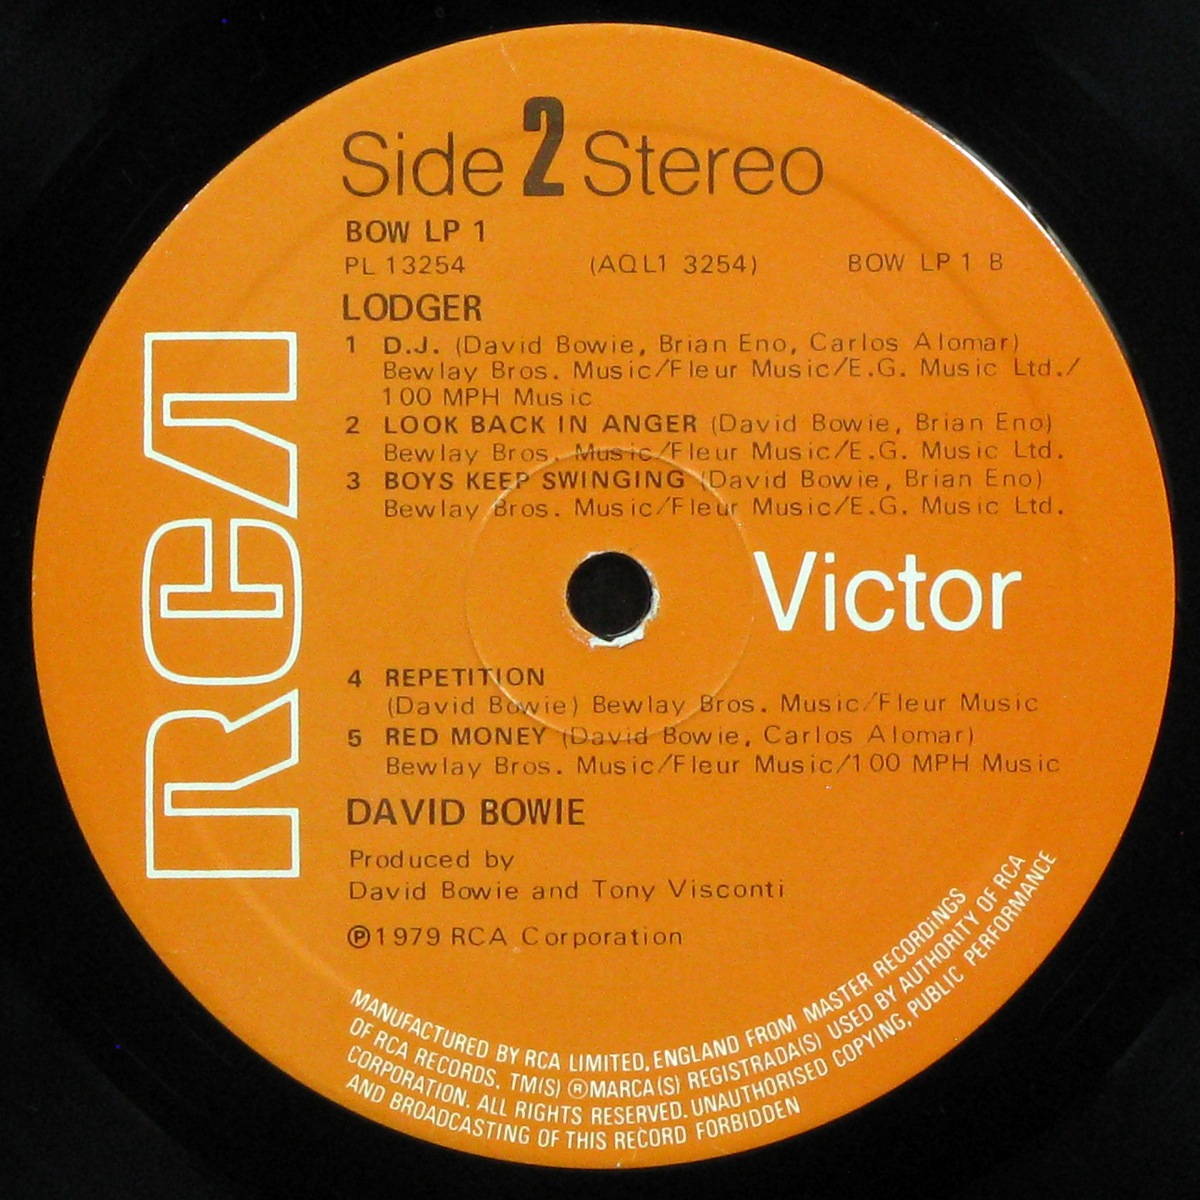 Side 2 Stereo
BOW LP 1
PL 13254 (AQL1 3254) BOW LP 1 B
LODGER
1 D.J. (David Bowie, Brian Eno, Carlos Alomar)
Bewlay Bros. Music/Fleur Music/E.G. Music Ltd./
100 MPH Music
2 LOOK BACK IN ANGER (David Bowie, Brian Eno)
Bewlay Bros. Music/Fleur Music/E.G. Music Ltd.
3 BOYS KEEP SWINGING (David Bowie, Brian Eno)
Bewlay Bros. Music/Fleur Music/E.G. Music Ltd.
RCA
Victor
4 REPETITION
(David Bowie) Bewlay Bros. Music/Fleur Music
5 RED MONEY (David Bowie, Carlos Alomar)
Bewlay Bros. Music/Fleur Music/100 MPH Music
DAVID BOWIE
Produced by
David Bowie and Tony Visconti
℗1979 RCA Corporation
MANUFACTURED BY RCA LIMITED, ENGLAND FROM MASTER RECORDiNGS
OF RCA RECORDS. TM(S) ®MARCA(S) REGISTRADA(S) USED BY AUTHORITY OF RCA
CORPORATION. ALL RIGHTS RESERVED. UNAUTHORISED COPYING, PUBLIC PERFORMANCE
AND BROADCASTING OF THIS RECORD FORBIDDEN